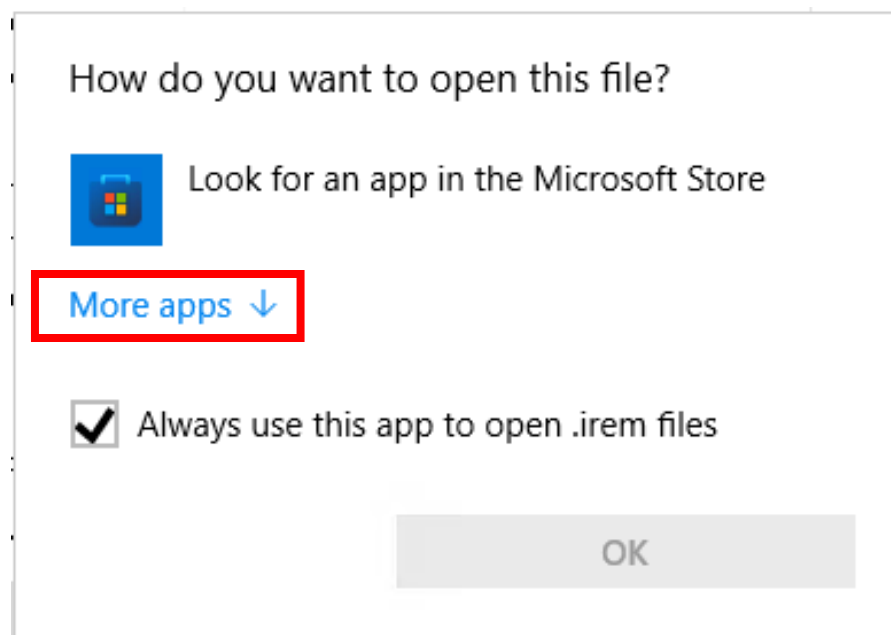 How do you want to open this file?
Look for an app in the Microsoft Store
More apps ↓
Always use this app to open .irem files
OK